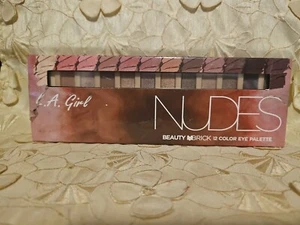 L.A. Girl
NUDES
BEAUTY BRICK 12 COLOR EYE PALETTE